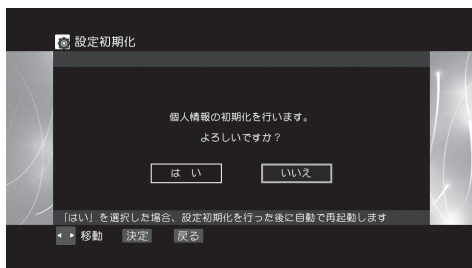 設定初期化
個人情報の初期化を行います。
よろしいですか？
はい　いいえ
「はい」を選択した場合、設定初期化を行った後に自動で再起動します
移動　決定　戻る